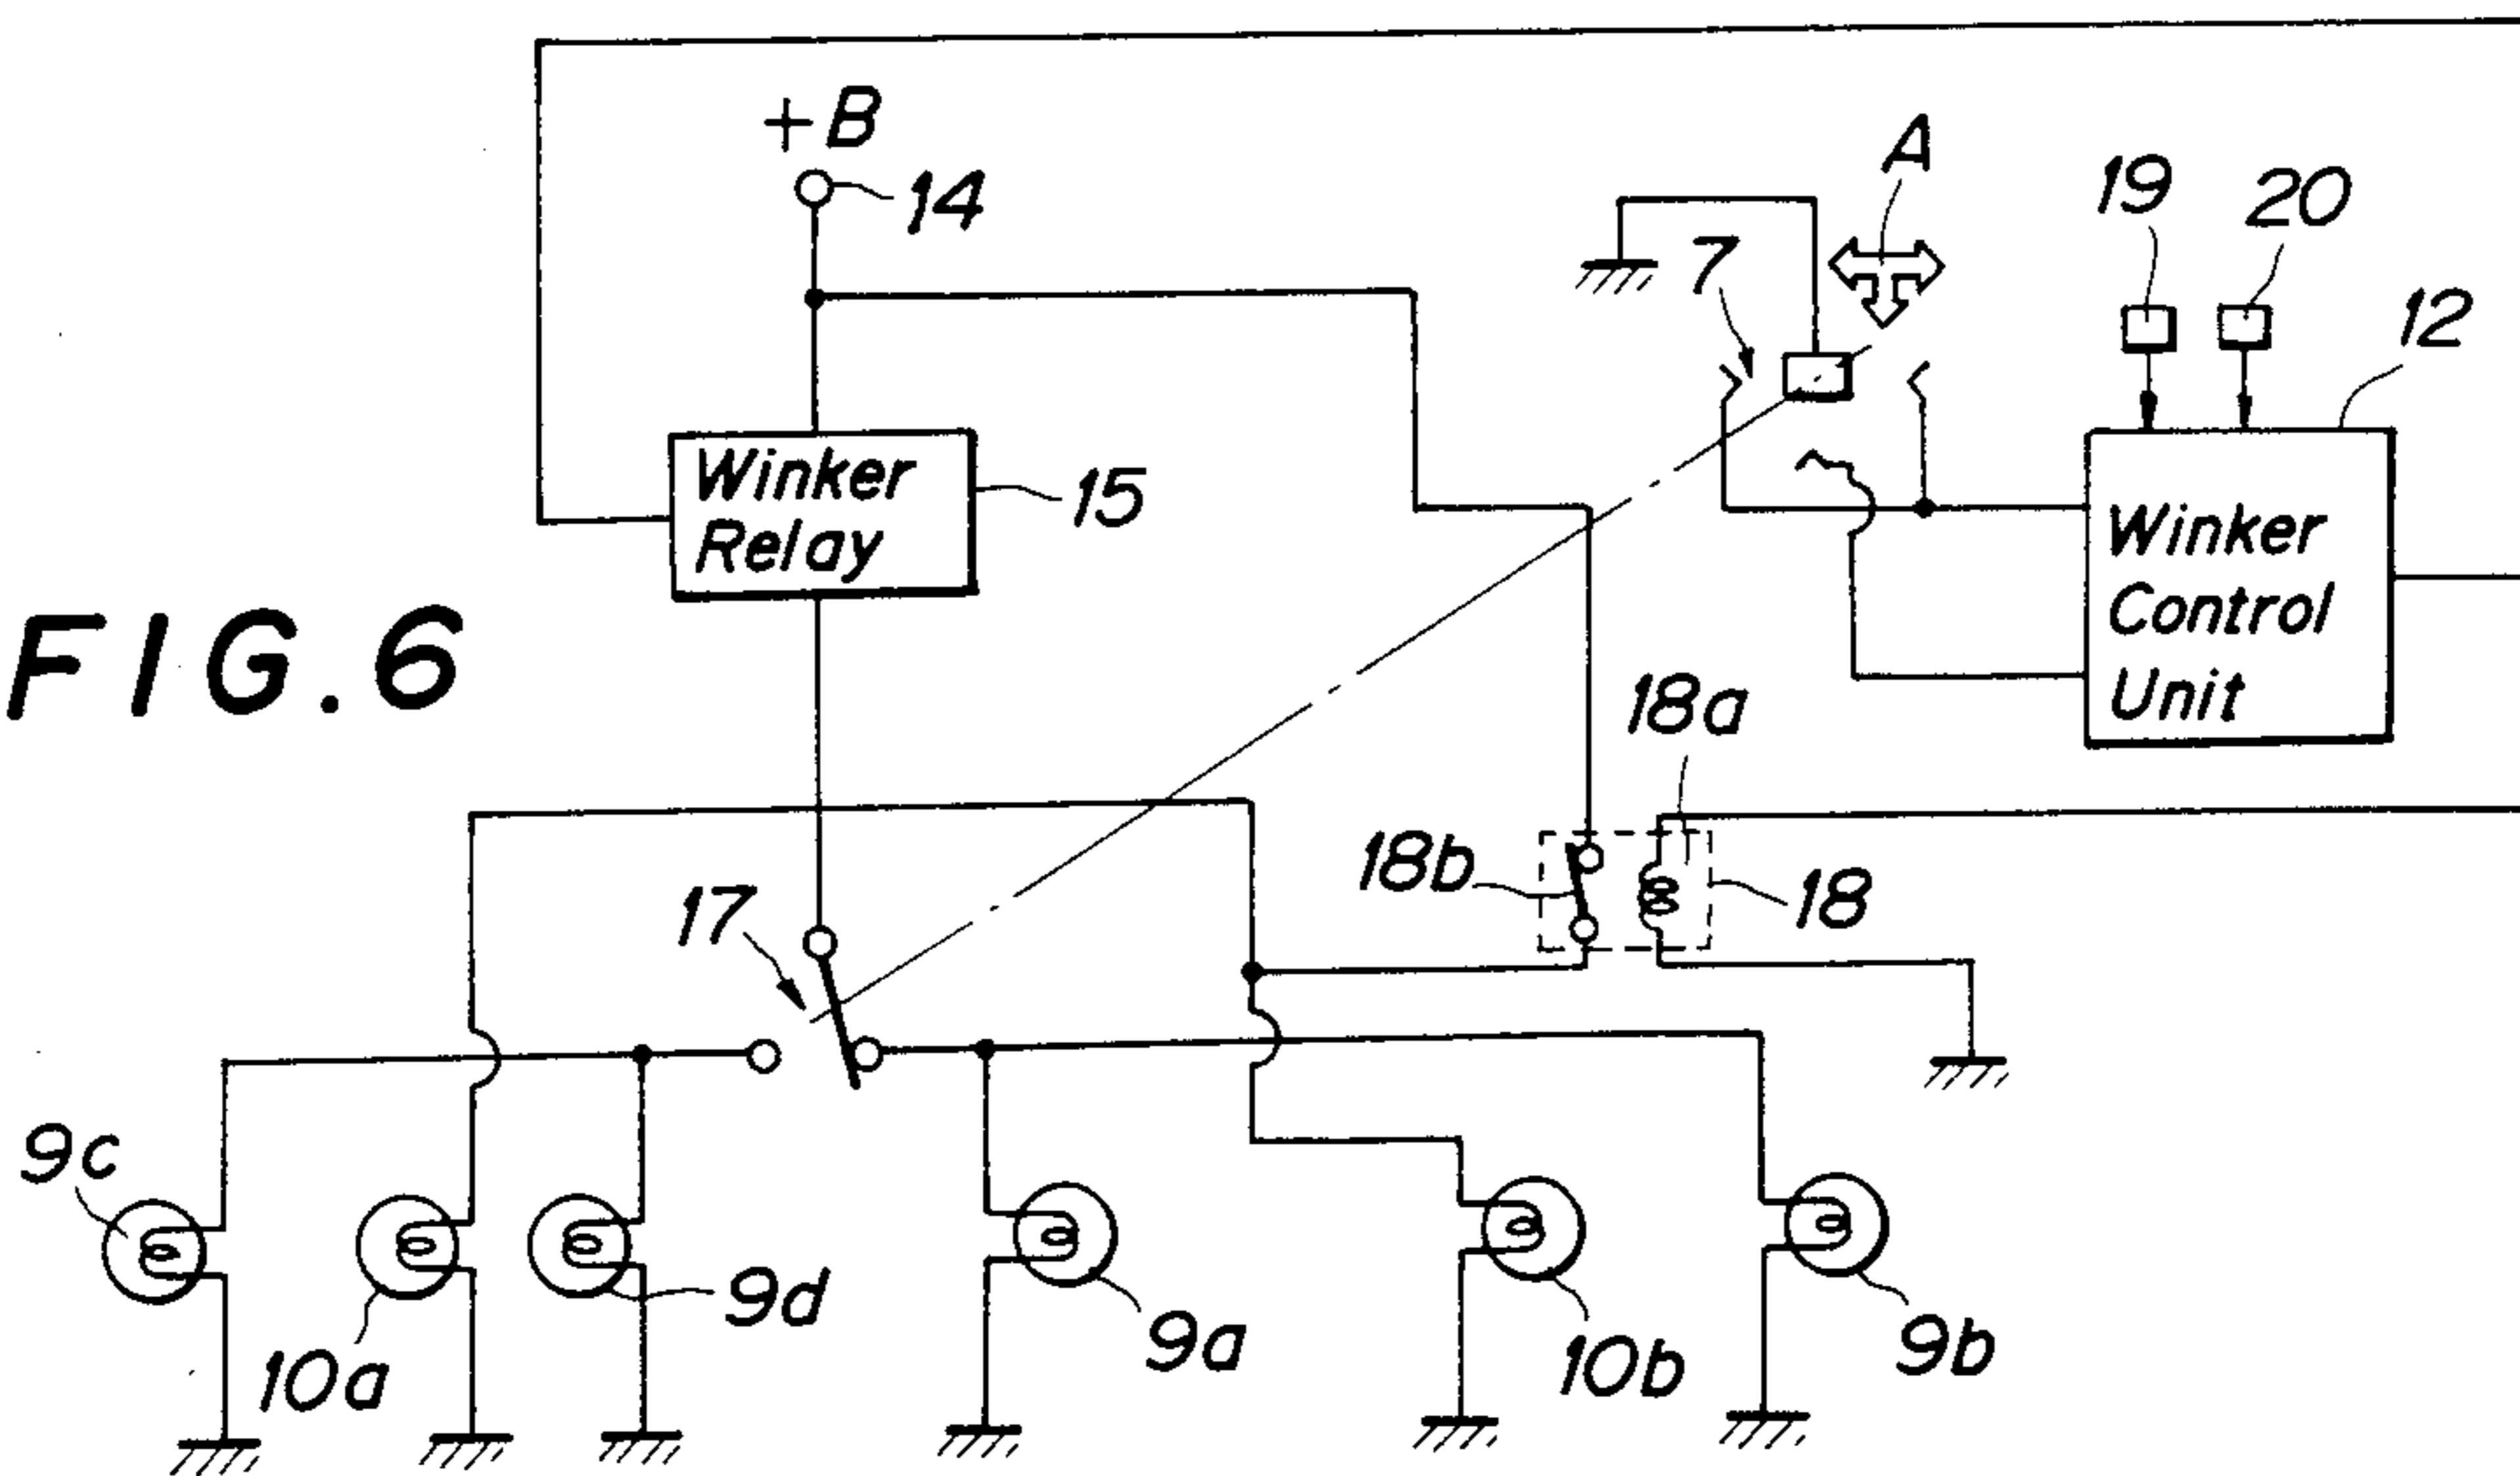 +B
14
A
19
20
7
12
Winker
Relay
15
Winker
Control
Unit
FIG.6
18a
18b
18
17
9c
10a
9d
9a
10b
9b